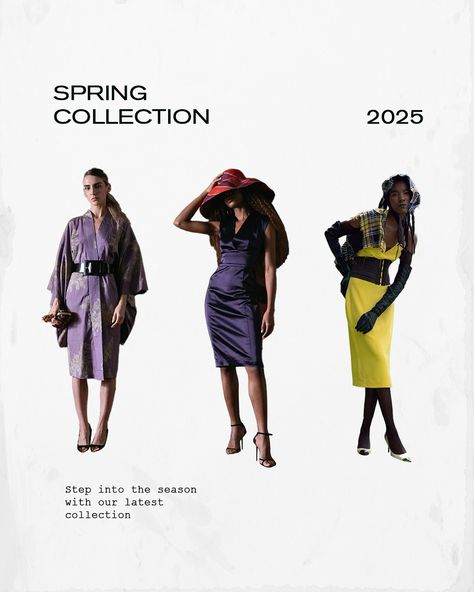 SPRING
COLLECTION
2025
Step into the season
with our latest
collection